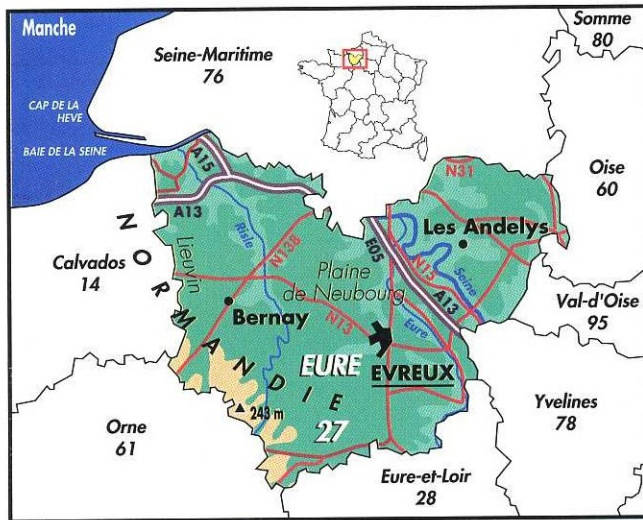 Manche
Somme
80
Seine-Maritime
76
CAP DE LA
HEVE
BAIE DE LA SEINE
A15
A13
N31
Oise
60
NORMANDIE
Calvados
14
Lieuvin
Risle
N138
Les Andelys
E05
N15
Seine
A13
Plaine
de Neubourg
Eure
Val-d'Oise
95
Bernay
N13
EURE
27
EVREUX
243 m
Orne
61
Yvelines
78
Eure-et-Loir
28